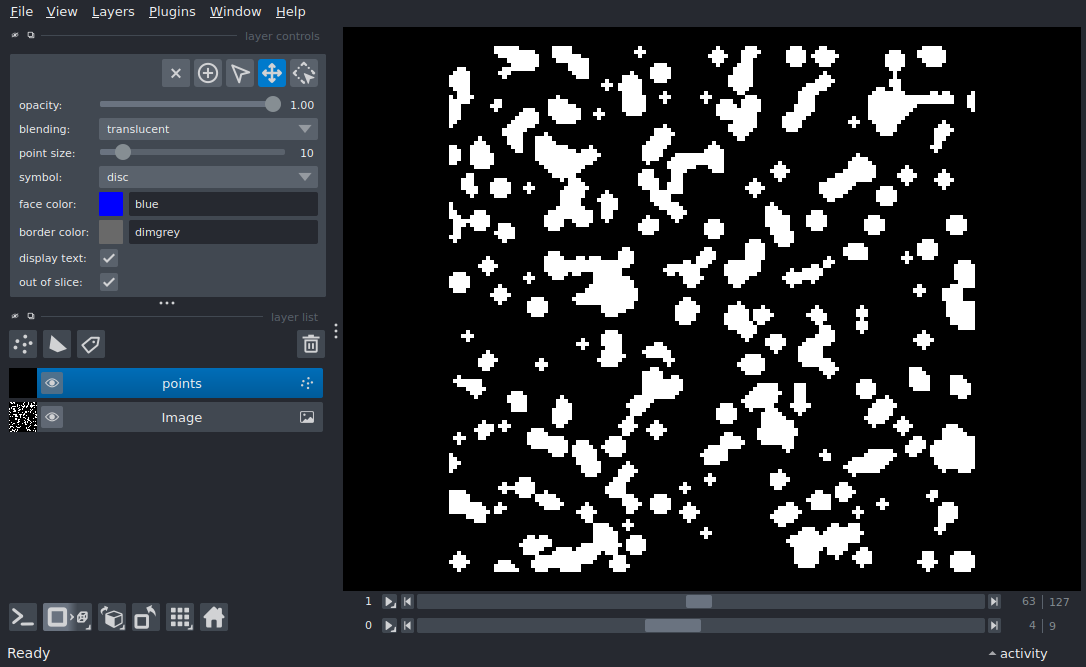 File View Layers Plugins Window Help
layer controls
opacity: 1.00
blending: translucent
point size: 10
symbol: disc
face color: blue
border color: dimgrey
display text:
out of slice:
layer list
points
Image
1 63 127
0 4 9
Ready
activity